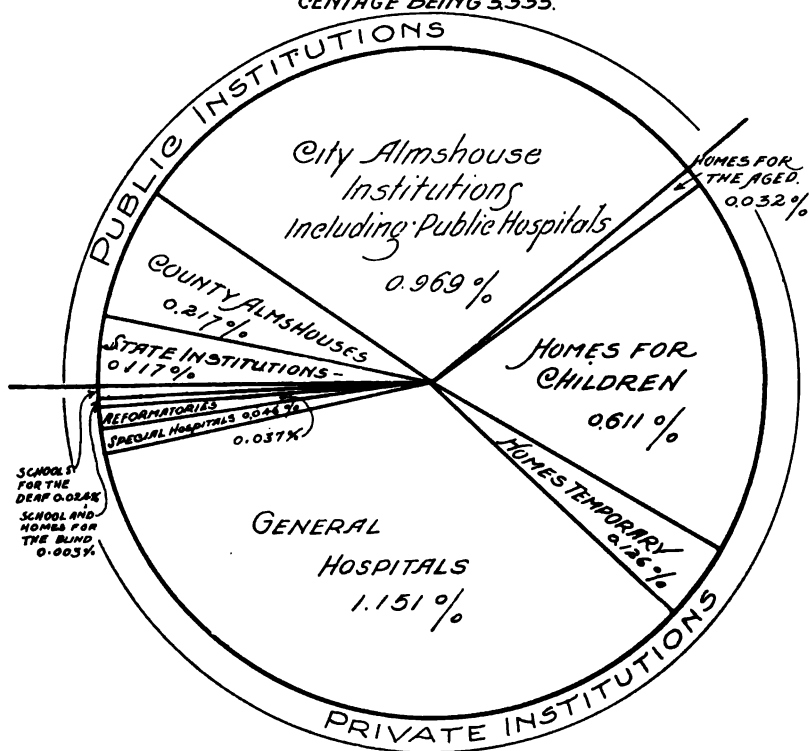 CENTAGE BEING 3.333.
PUBLIC INSTITUTIONS
City Almshouse
Institutions
Including Public Hospitals
0.969 %
HOMES FOR
THE AGED.
0.032 %
COUNTY ALMSHOUSES
0.217 %
STATE INSTITUTIONS
0.117 %
HOMES FOR
CHILDREN
0.611 %
REFORMATORIES
SPECIAL HOSPITALS 0.046 %
0.037 %
HOMES TEMPORARY
0.126 %
SCHOOLS
FOR THE
DEAF
SCHOOL AND
HOMES FOR
THE BLIND
0.003 %
GENERAL
HOSPITALS
1.151 %
PRIVATE INSTITUTIONS